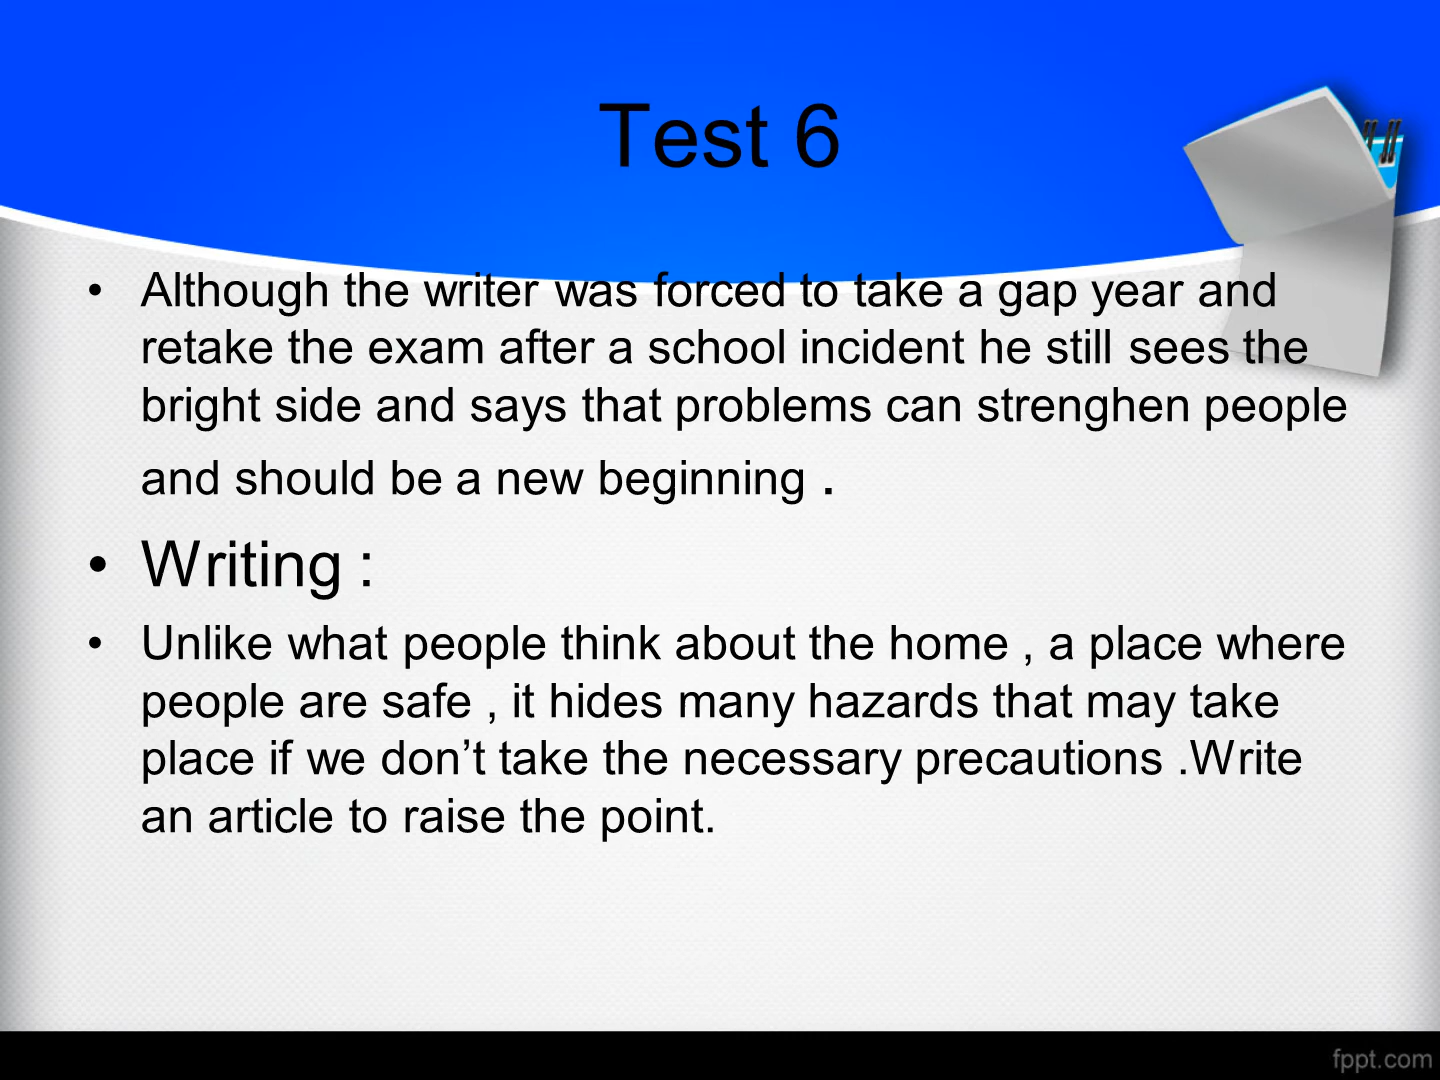 Test 6
• Although the writer was forced to take a gap year and
retake the exam after a school incident he still sees the
bright side and says that problems can strenghen people
and should be a new beginning .
• Writing :
• Unlike what people think about the home , a place where
people are safe , it hides many hazards that may take
place if we don’t take the necessary precautions .Write
an article to raise the point.
fppt.com